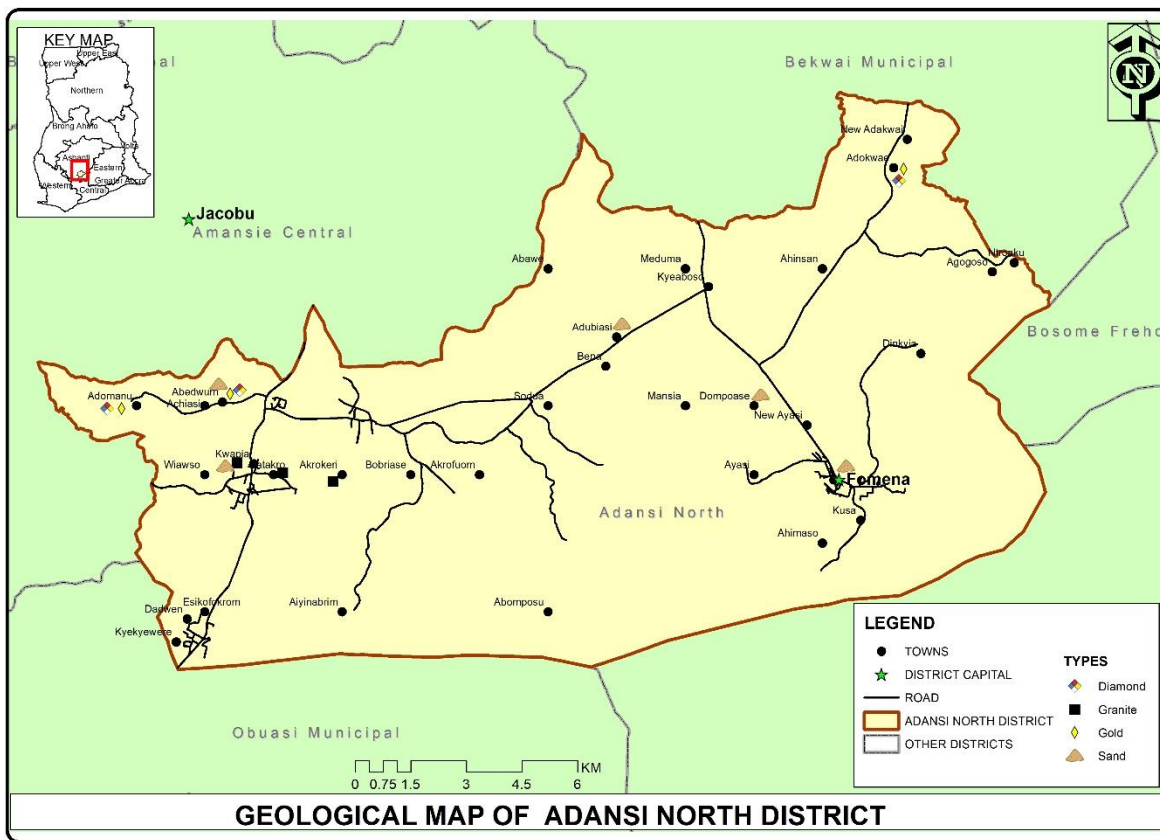 KEY MAP
Upper East
Upper West
Northern
Brong Ahafo
Volta
Ashanti
Eastern
Greater Accra
Western
Central
Bekwai Municipal
N
New Adakwai
Adokwae
Jacobu
Amansie Central
Abawe
Meduma
Ahinsan
Agogoso
Kyeaboso
Bosome Freho
Adubiasi
Dinkyia
Bena
Adomanu
Abedwum
Achiasi
Sodua
Mansia
Dompoase
New Ayasi
Kwapia
Wiawso
Akrokeri
Bobriase
Akrofuom
Ayasi
Fomena
Adansi North
Kusa
Ahimaso
Esikofokrom
Aiyinabrim
Abomposu
Dadwen
Kyekyewere
LEGEND
TOWNS
DISTRICT CAPITAL
ROAD
ADANSI NORTH DISTRICT
OTHER DISTRICTS
TYPES
Diamond
Granite
Gold
Sand
Obuasi Municipal
KM
0 0.75 1.5 3 4.5 6
GEOLOGICAL MAP OF ADANSI NORTH DISTRICT